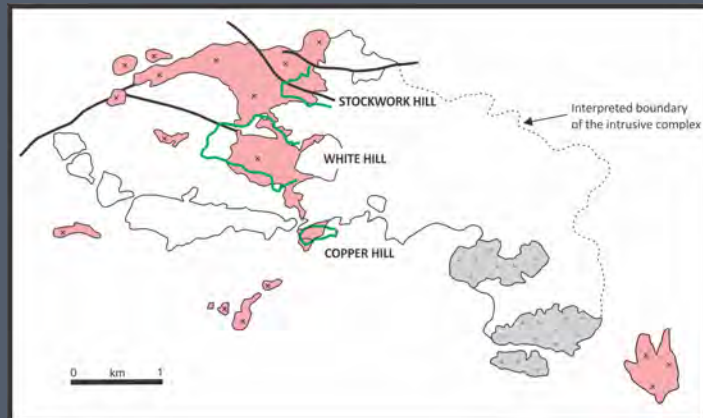 STOCKWORK HILL
Interpreted boundary
of the intrusive complex
WHITE HILL
COPPER HILL
0 km 1